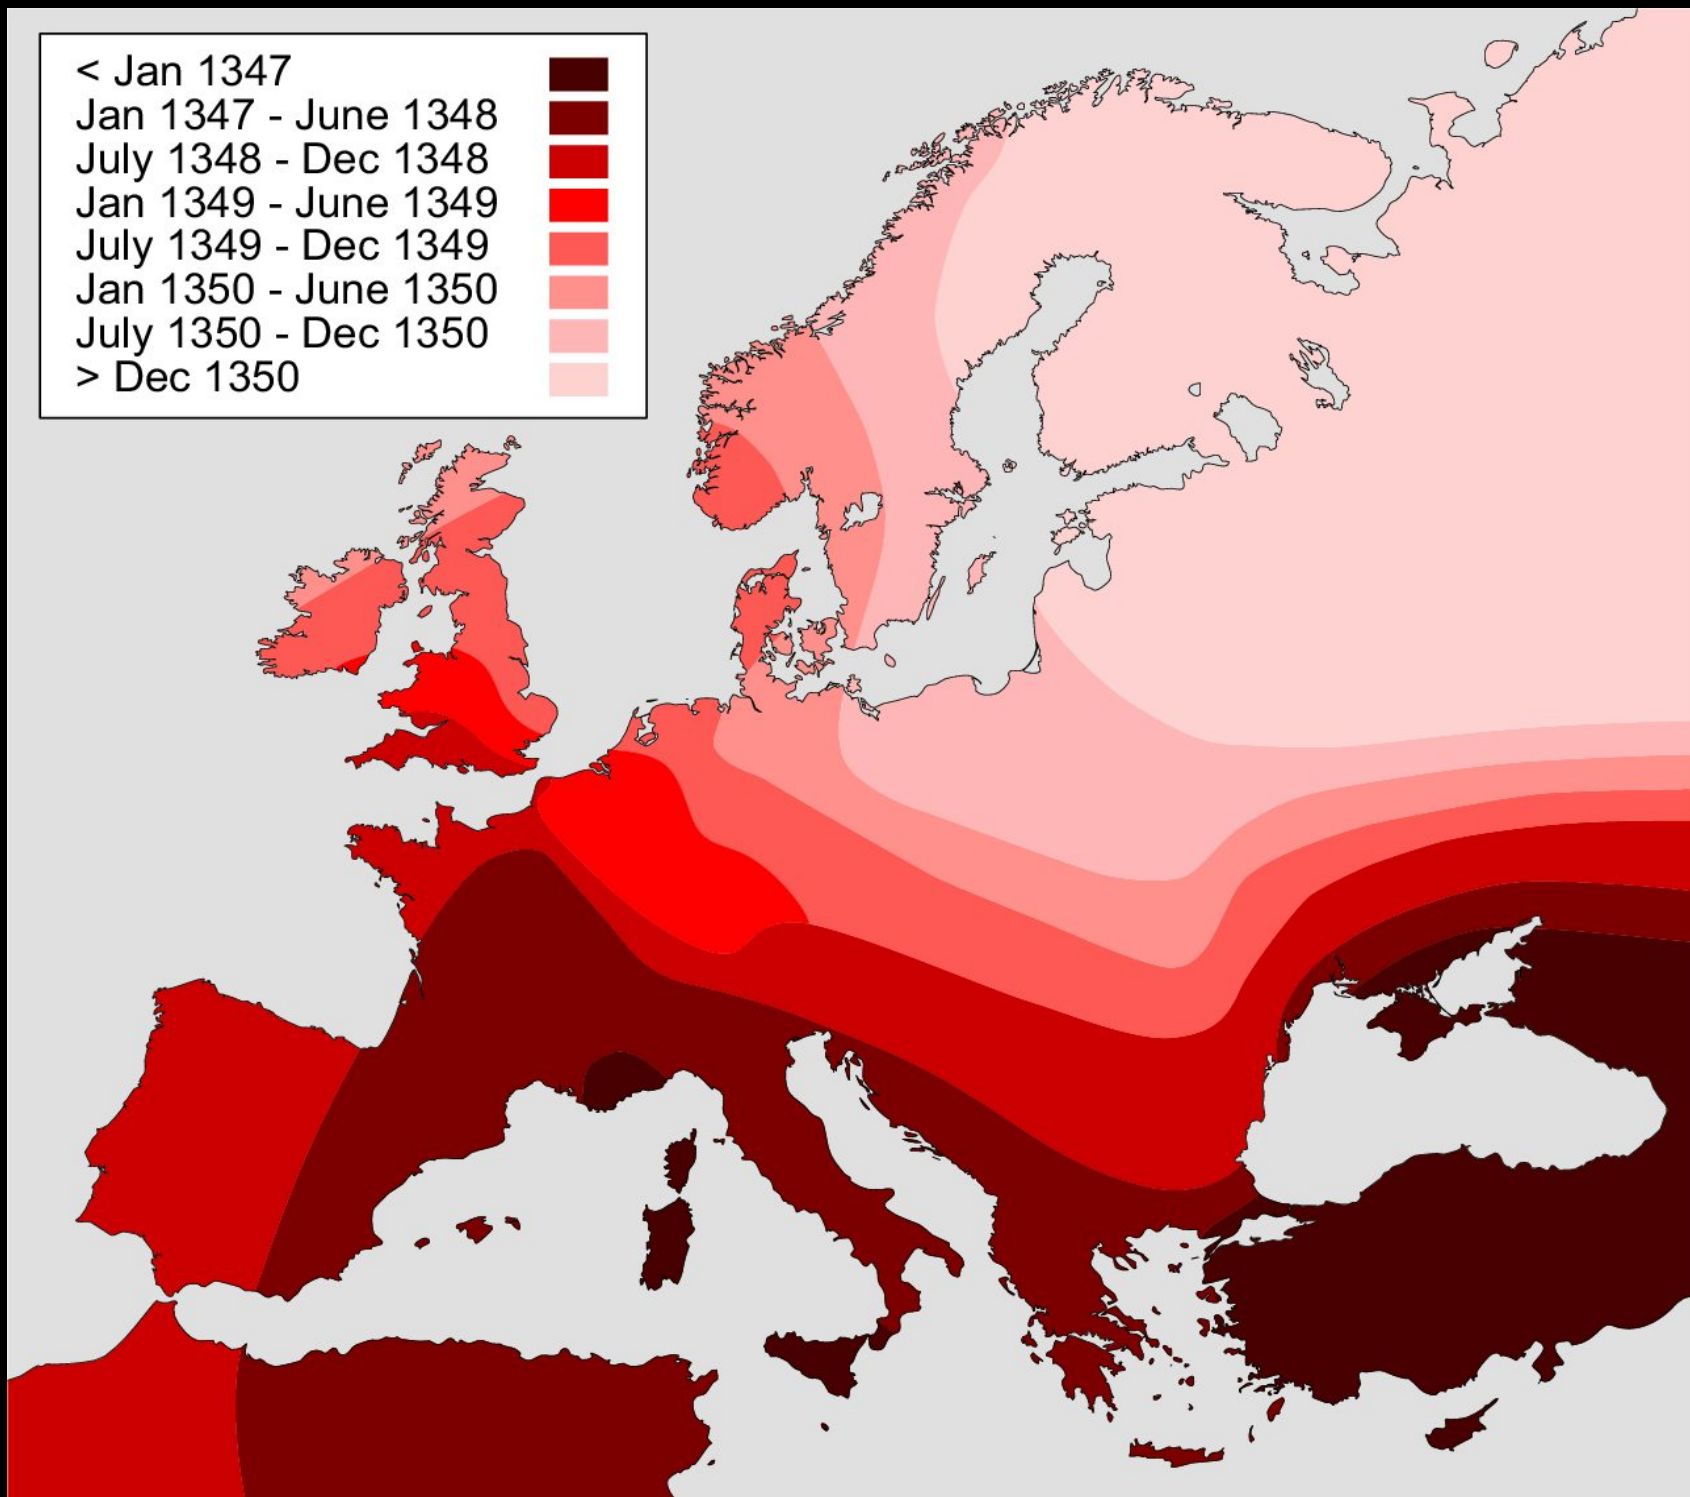 < Jan 1347
Jan 1347 - June 1348
July 1348 - Dec 1348
Jan 1349 - June 1349
July 1349 - Dec 1349
Jan 1350 - June 1350
July 1350 - Dec 1350
> Dec 1350